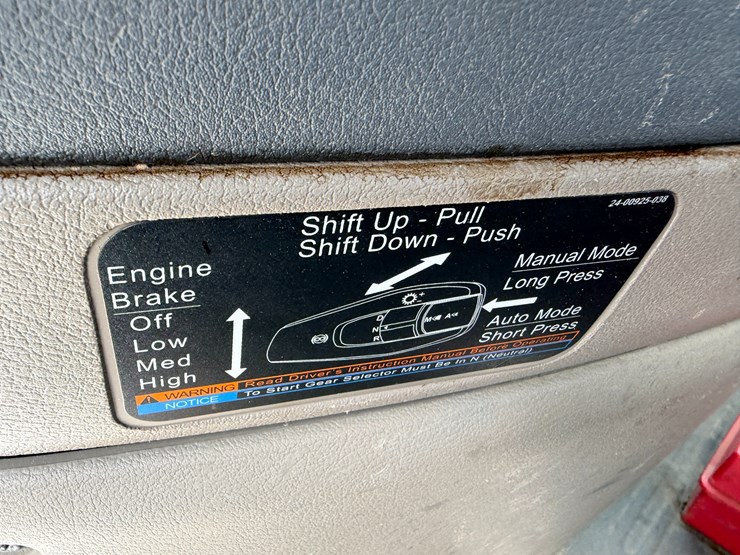 24-00925-038
Shift Up - Pull
Shift Down - Push
Engine
Brake
Off
Low
Med
High
Manual Mode
Long Press
Auto Mode
Short Press
D
N
R
M
A
+
WARNING Read Driver's Instruction Manual Before Operating
NOTICE To Start Gear Selector Must Be In N (Neutral)